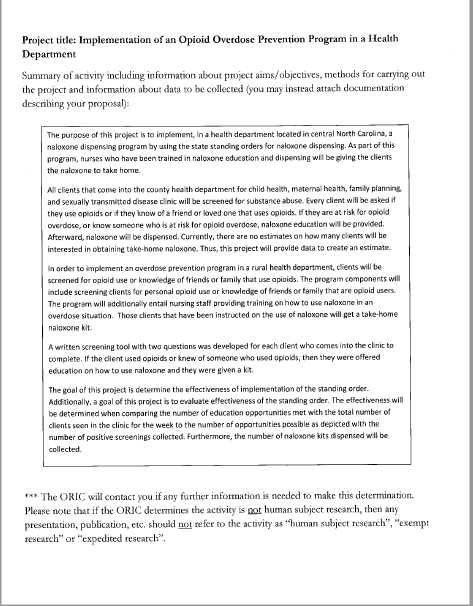 Project title: Implementation of an Opioid Overdose Prevention Program in a Health
Department
Summary of activity including information about project aims/objectives, methods for carrying out
the project and information about data to be collected (you may instead attach documentation
describing your proposal):
The purpose of this project is to implement, in a health department located in central North Carolina, a
naloxone dispensing program by using the state standing orders for naloxone dispensing. As part of this
program, nurses who have been trained in naloxone education and dispensing will be giving the clients
the naloxone to take home.
All clients that come into the county health department for child health, maternal health, family planning,
and sexually transmitted disease clinic will be screened for substance abuse. Every client will be asked if
they use opioids or if they know of a friend or loved one that uses opioids. If they are at risk for opioid
overdose, or know someone who is at risk for opioid overdose, naloxone education will be provided.
Afterward, naloxone will be dispensed. Currently, there are no estimates on how many clients will be
interested in obtaining take-home naloxone. Thus, this project will provide data to create an estimate.
In order to implement an overdose prevention program in a rural health department, clients will be
screened for opioid use or knowledge of friends or family that use opioids. The program components will
include screening clients for personal opioid use or knowledge of friends or family that are opioid users.
The program will additionally entail nursing staff providing training on how to use naloxone in an
overdose situation. Those clients that have been instructed on the use of naloxone will get a take-home
naloxone kit.
A written screening tool with two questions was developed for each client who comes into the clinic to
complete. If the client used opioids or knew of someone who used opioids, then they were offered
education on how to use naloxone and they were given a kit.
The goal of this project is determine the effectiveness of implementation of the standing order.
Additionally, a goal of this project is to evaluate effectiveness of the standing order. The effectiveness will
be determined when comparing the number of education opportunities met with the total number of
clients seen in the clinic for the week to the number of opportunities possible as depicted with the
number of positive screenings collected. Furthermore, the number of naloxone kits dispensed will be
collected.
*** The ORIC will contact you if any further information is needed to make this determination.
Please note that if the ORIC determines the activity is not human subject research, then any
presentation, publication, etc. should not refer to the activity as “human subject research”, “exempt
research” or “expedited research”.